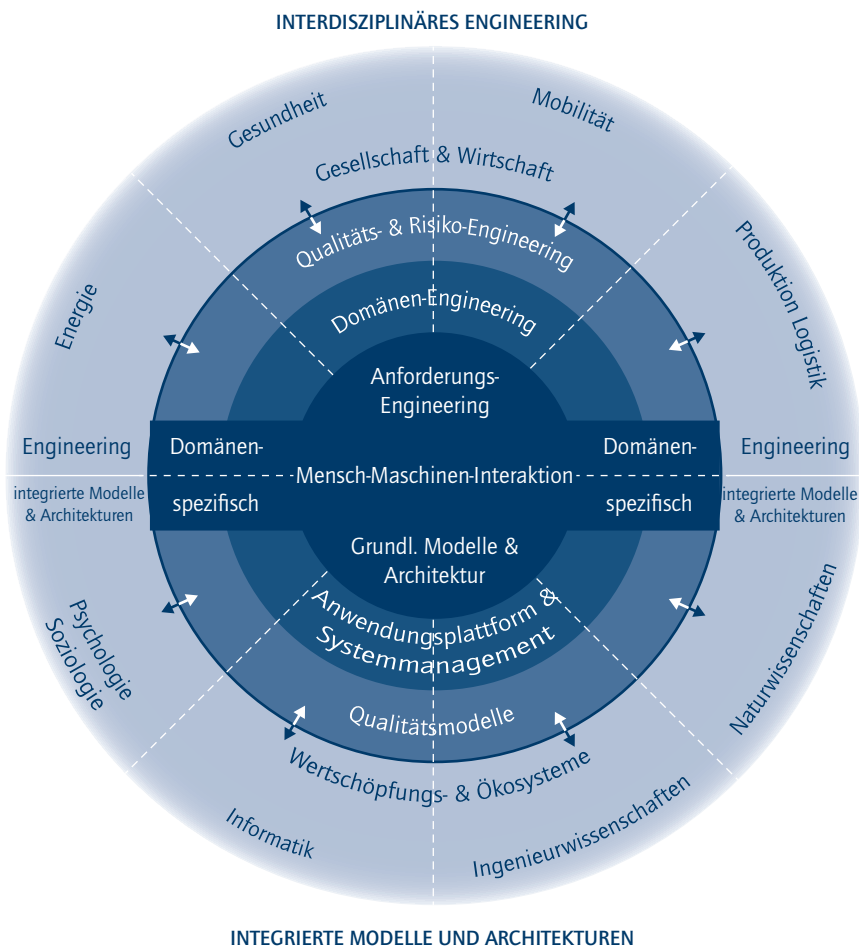 INTERDISZIPLINÄRES ENGINEERING
Gesundheit
Mobilität
Gesellschaft & Wirtschaft
Qualitäts- & Risiko-Engineering
Domänen-Engineering
Energie
Produktion Logistik
Anforderungs-
Engineering
Engineering
Domänen-
Domänen-
Engineering
Mensch-Maschinen-Interaktion
integrierte Modelle
& Architekturen
spezifisch
spezifisch
integrierte Modelle
& Architekturen
Grundl. Modelle &
Architektur
Anwendungsplattform &
Systemmanagement
Psychologie
Soziologie
Naturwissenschaften
Qualitätsmodelle
Wertschöpfungs- & Ökosysteme
Informatik
Ingenieurwissenschaften
INTEGRIERTE MODELLE UND ARCHITEKTUREN